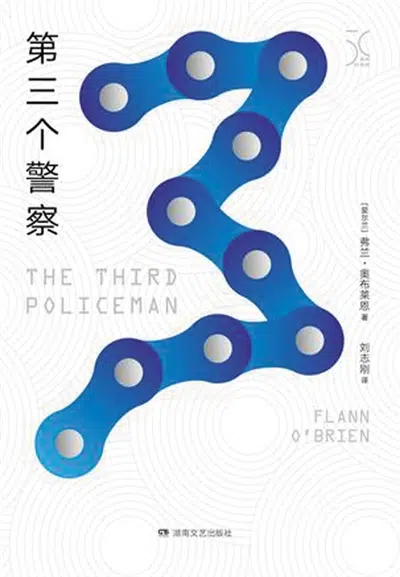 第三个警察
THE THIRD
POLICEMAN
[爱尔兰] 弗兰·奥布莱恩 著
刘志刚 译
FLANN
O'BRIEN
湖南文艺出版社